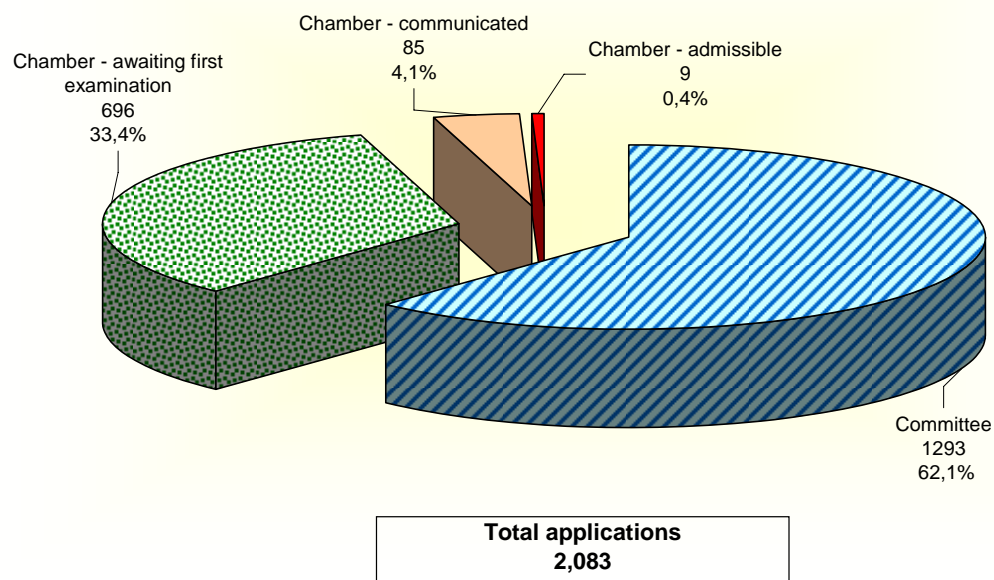 Chamber - communicated
85
4,1%
Chamber - admissible
9
0,4%
Chamber - awaiting first
examination
696
33,4%
Committee
1293
62,1%
Total applications
2,083